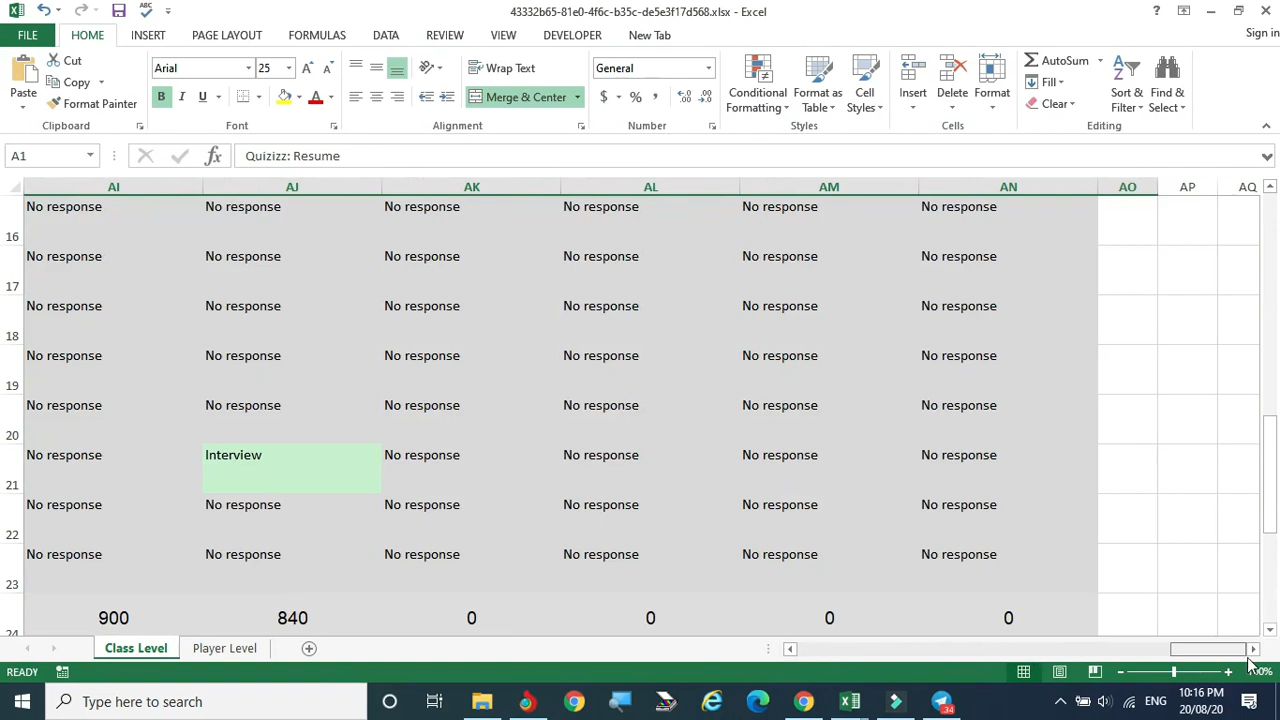 43332b65-81e0-4f6c-b35c-de5e3f17d568.xlsx - Excel
FILE HOME INSERT PAGE LAYOUT FORMULAS DATA REVIEW VIEW DEVELOPER New Tab Sign in
Cut
Copy
Format Painter
Paste
Clipboard
Arial 25
B I U
Font
Wrap Text
Merge & Center
Alignment
General
$ % ,
Number
Conditional Formatting
Format as Table
Cell Styles
Styles
Insert Delete Format
Cells
AutoSum
Fill
Clear
Sort & Filter
Find & Select
Editing
A1 fx Quizizz: Resume
AI AJ AK AL AM AN AO AP AQ
16 No response No response No response No response No response No response
17 No response No response No response No response No response No response
18 No response No response No response No response No response No response
19 No response No response No response No response No response No response
20 No response No response No response No response No response No response
21 No response Interview No response No response No response No response
22 No response No response No response No response No response No response
23 No response No response No response No response No response No response
24 900 840 0 0 0 0
Class Level Player Level
READY
Type here to search
34
ENG
10:16 PM
20/08/20